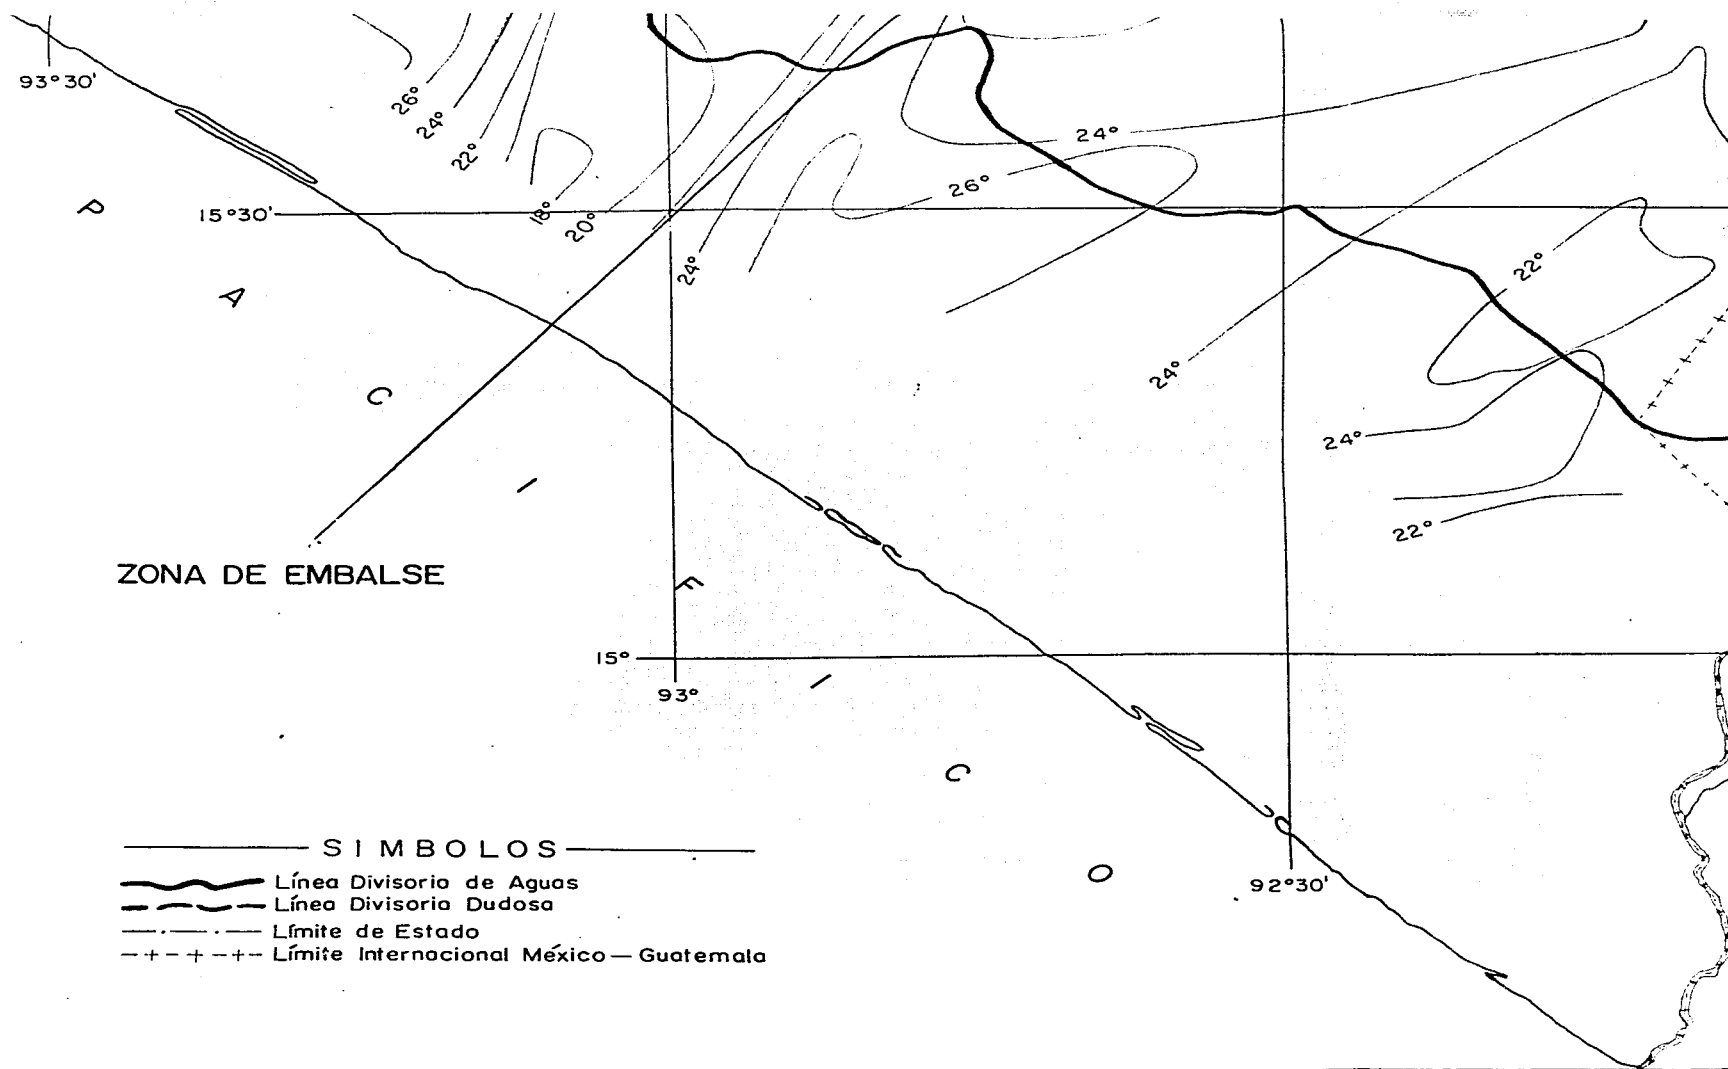 93°30'
26°
24°
22°
24°
26°
15°30'
18°
20°
24°
22°
24°
24°
22°
P A C I F I C O
ZONA DE EMBALSE
15°
93°
92°30'
SIMBOLOS
Línea Divisoria de Aguas
Línea Divisoria Dudosa
Límite de Estado
Límite Internacional México—Guatemala